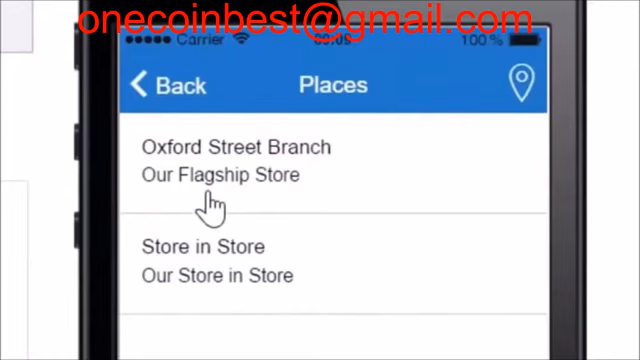 onecoinbest@gmail.com
Carrier 100 %
Back Places
Oxford Street Branch
Our Flagship Store
Store in Store
Our Store in Store